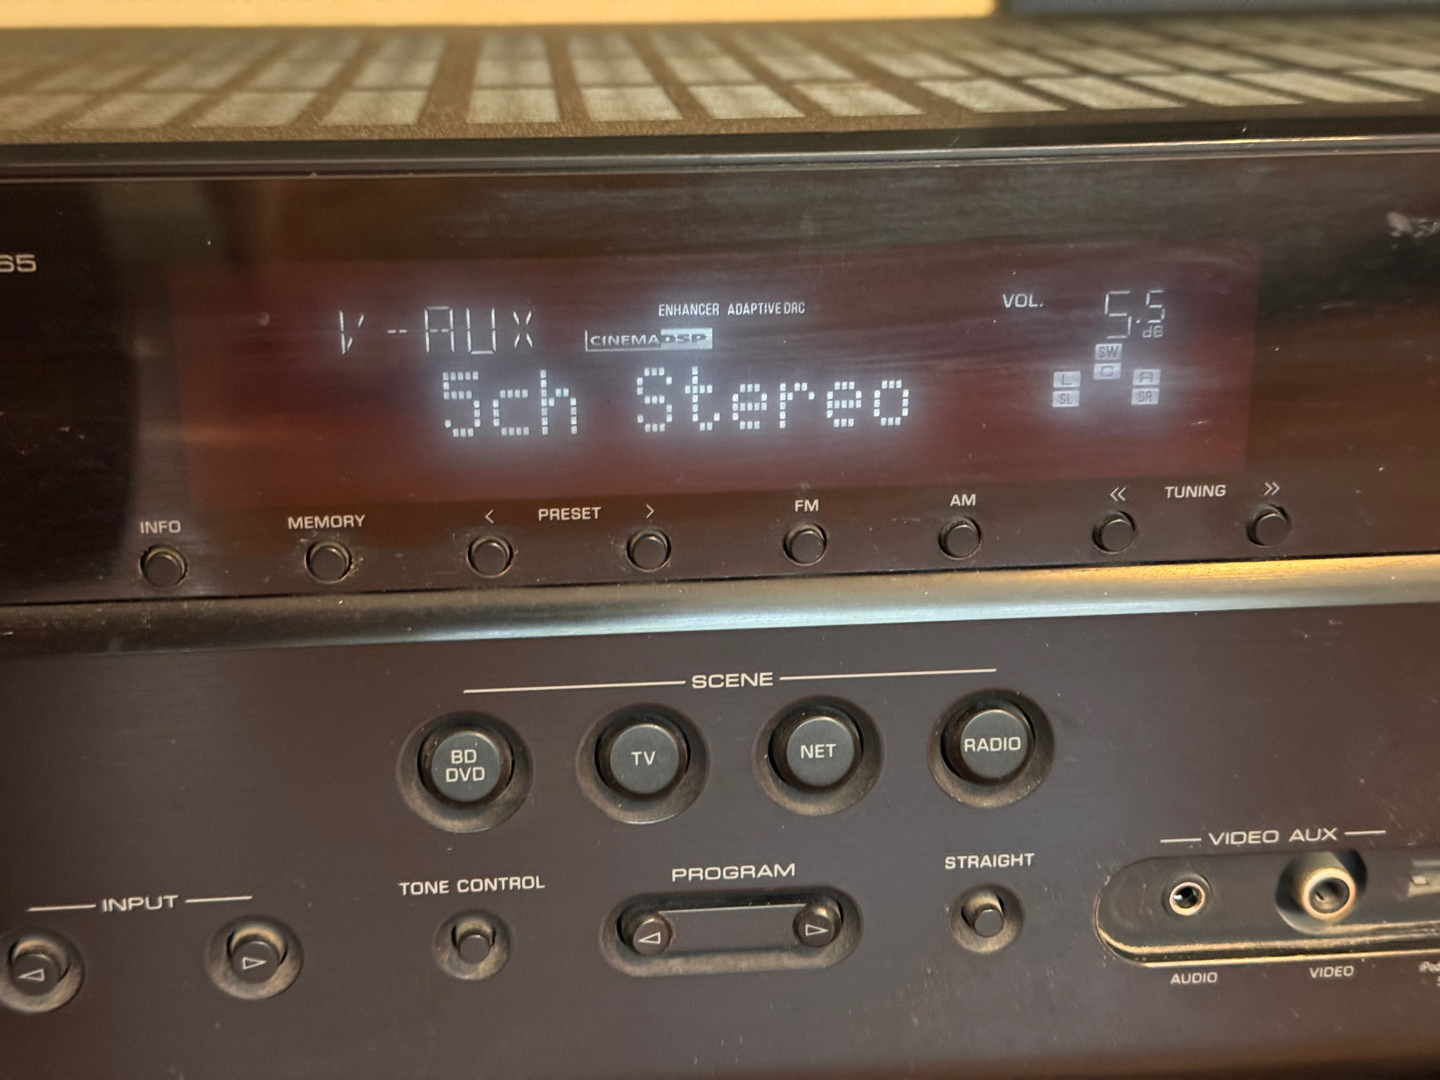 65
V-AUX
ENHANCER ADAPTIVE DRC
VOL. 5.5
dB
CINEMA DSP
SW
L C R
SL SR
5ch Stereo
INFO MEMORY < PRESET > FM AM << TUNING >>
SCENE
BD
DVD
TV
NET
RADIO
VIDEO AUX
INPUT
TONE CONTROL
PROGRAM
STRAIGHT
AUDIO
VIDEO